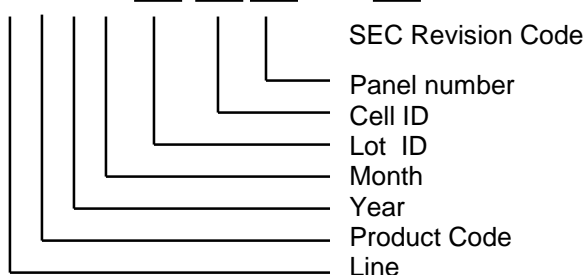 SEC Revision Code
Panel number
Cell ID
Lot ID
Month
Year
Product Code
Line